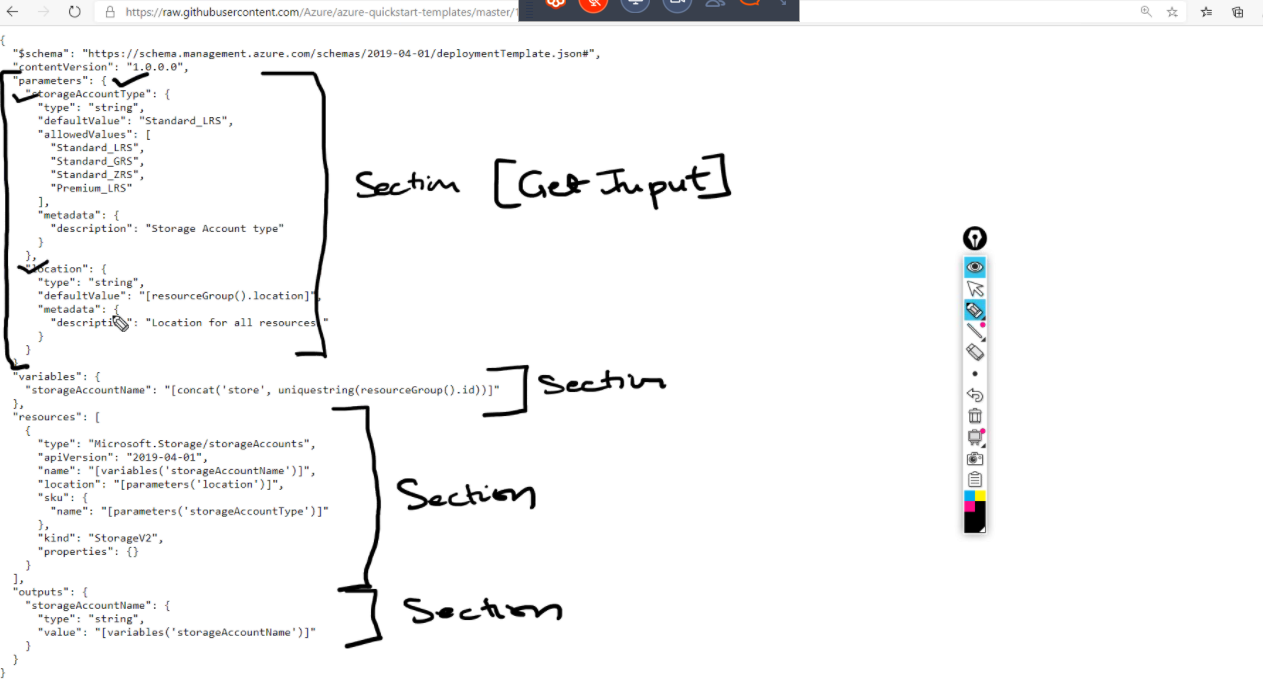 https://raw.githubusercontent.com/Azure/azure-quickstart-templates/master/1
{
"$schema": "https://schema.management.azure.com/schemas/2019-04-01/deploymentTemplate.json#",
"contentVersion": "1.0.0.0",
"parameters": {
"storageAccountType": {
"type": "string",
"defaultValue": "Standard_LRS",
"allowedValues": [
"Standard_LRS",
"Standard_GRS",
"Standard_ZRS",
"Premium_LRS"
],
Section [Get Input]
"metadata": {
"description": "Storage Account type"
}
},
"location": {
"type": "string",
"defaultValue": "[resourceGroup().location]",
"metadata": {
"description": "Location for all resources."
}
}
},
"variables": {
"storageAccountName": "[concat('store', uniquestring(resourceGroup().id))]"
Section
},
"resources": [
{
"type": "Microsoft.Storage/storageAccounts",
"apiVersion": "2019-04-01",
"name": "[variables('storageAccountName')]",
"location": "[parameters('location')]",
"sku": {
Section
"name": "[parameters('storageAccountType')]"
},
"kind": "StorageV2",
"properties": {}
}
],
"outputs": {
"storageAccountName": {
Section
"type": "string",
"value": "[variables('storageAccountName')]"
}
}
}